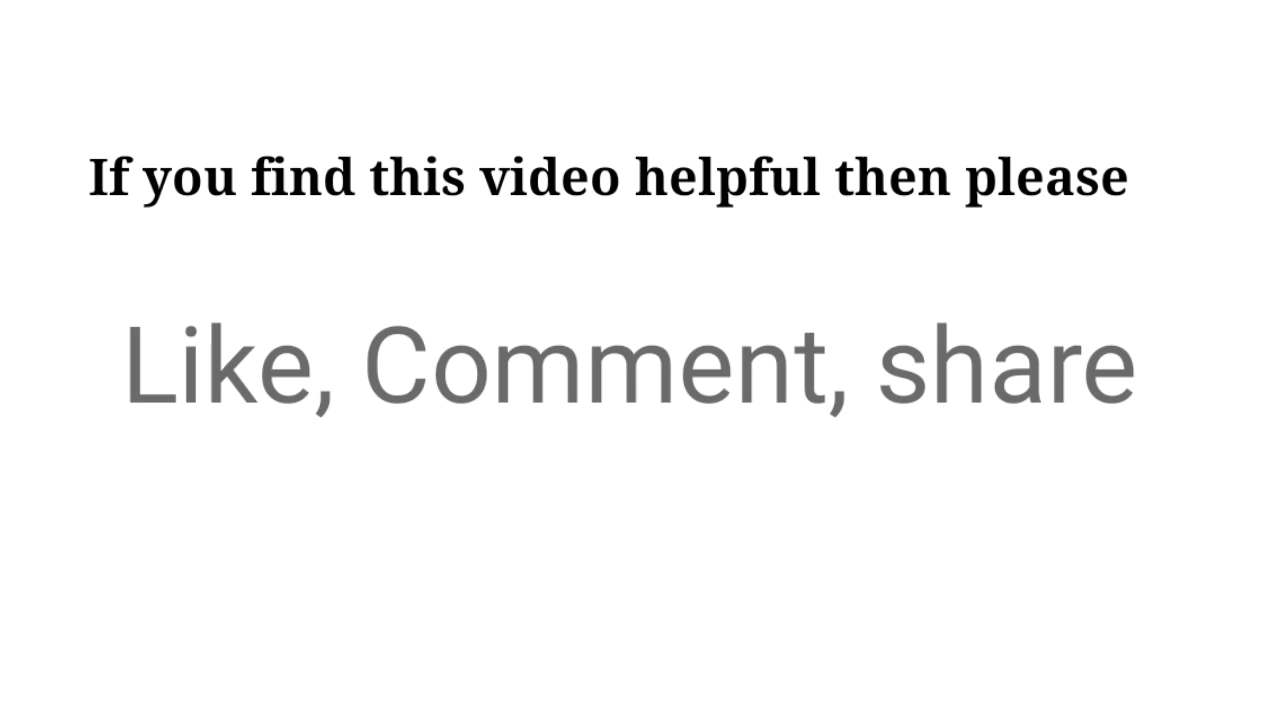 If you find this video helpful then please
Like, Comment, share